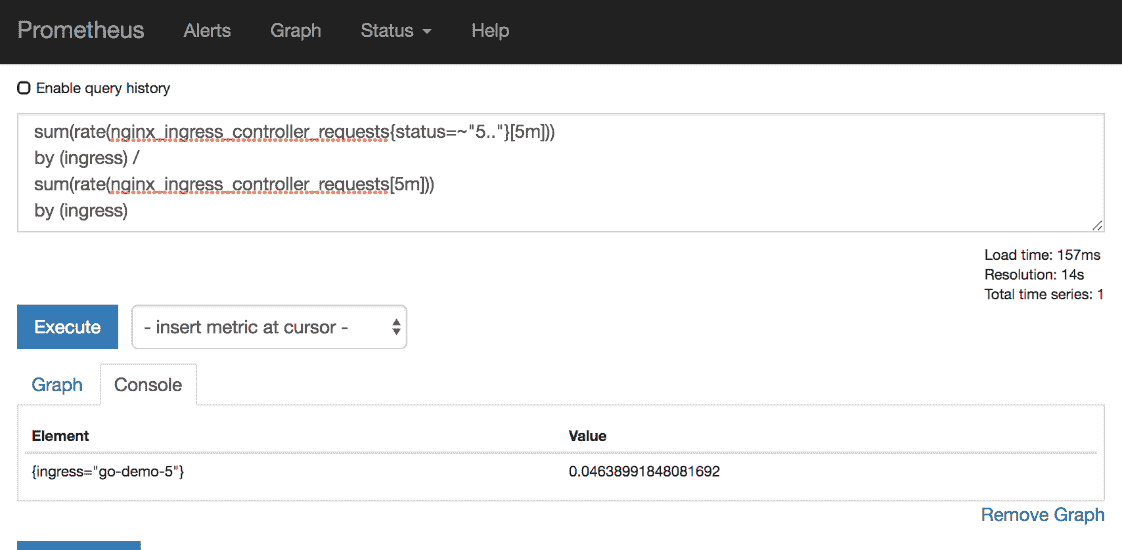 Prometheus Alerts Graph Status Help
Enable query history
sum(rate(nginx_ingress_controller_requests{status=~"5.."}[5m]))
by (ingress) /
sum(rate(nginx_ingress_controller_requests[5m]))
by (ingress)
Load time: 157ms
Resolution: 14s
Total time series: 1
Execute - insert metric at cursor -
Graph Console
Element Value
{ingress="go-demo-5"} 0.04638991848081692
Remove Graph